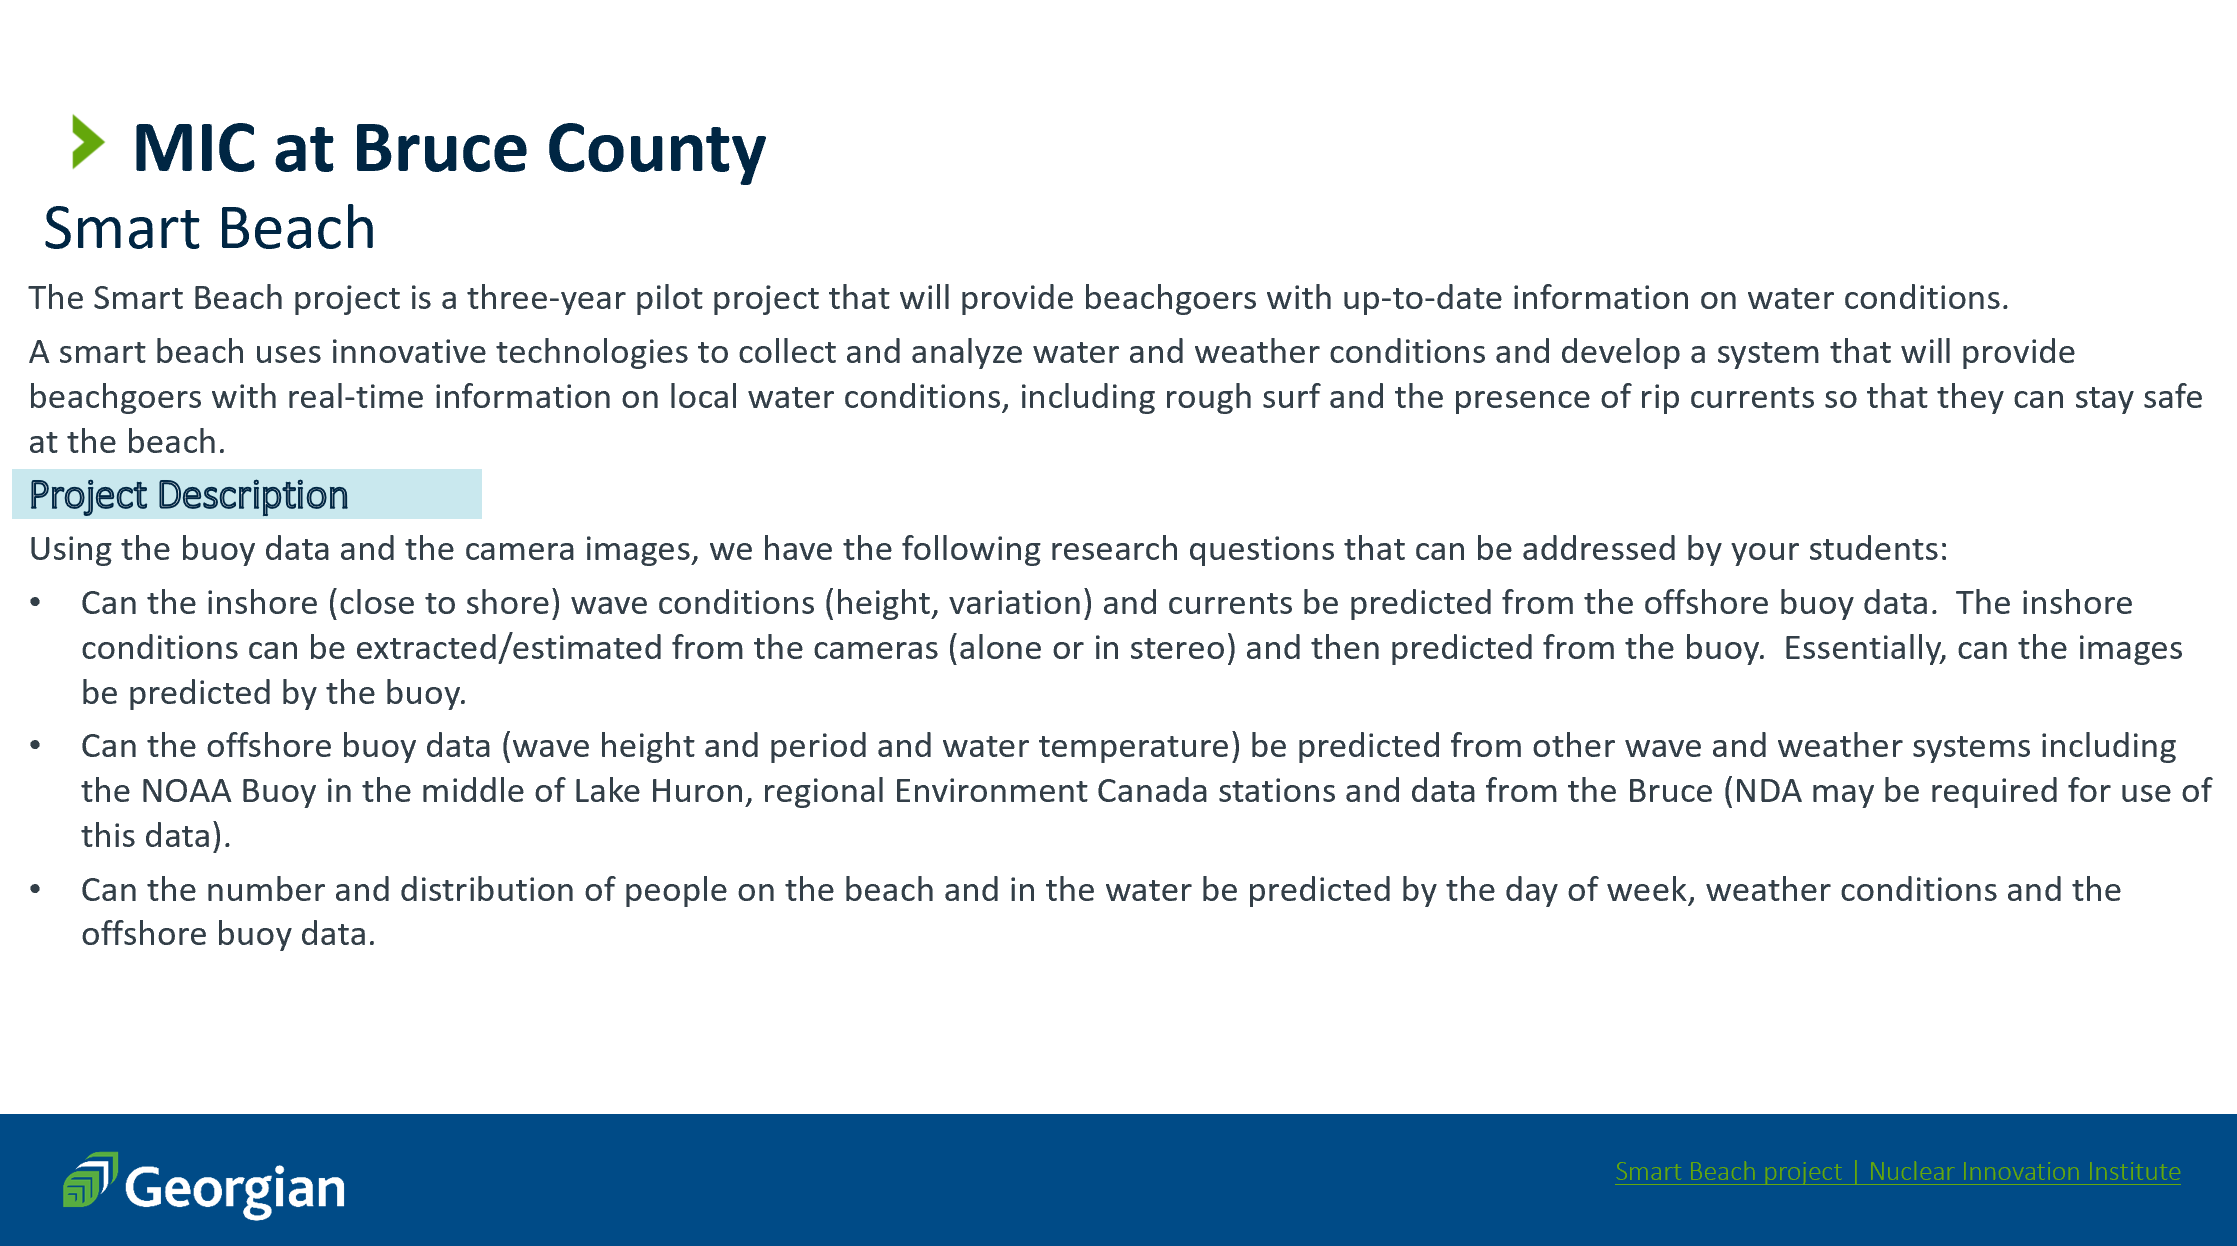 MIC at Bruce County
Smart Beach
The Smart Beach project is a three-year pilot project that will provide beachgoers with up-to-date information on water conditions.
A smart beach uses innovative technologies to collect and analyze water and weather conditions and develop a system that will provide
beachgoers with real-time information on local water conditions, including rough surf and the presence of rip currents so that they can stay safe
at the beach.
Project Description
Using the buoy data and the camera images, we have the following research questions that can be addressed by your students:
• Can the inshore (close to shore) wave conditions (height, variation) and currents be predicted from the offshore buoy data.  The inshore
conditions can be extracted/estimated from the cameras (alone or in stereo) and then predicted from the buoy.  Essentially, can the images
be predicted by the buoy.
• Can the offshore buoy data (wave height and period and water temperature) be predicted from other wave and weather systems including
the NOAA Buoy in the middle of Lake Huron, regional Environment Canada stations and data from the Bruce (NDA may be required for use of
this data).
• Can the number and distribution of people on the beach and in the water be predicted by the day of week, weather conditions and the
offshore buoy data.
Smart Beach project | Nuclear Innovation Institute
Georgian